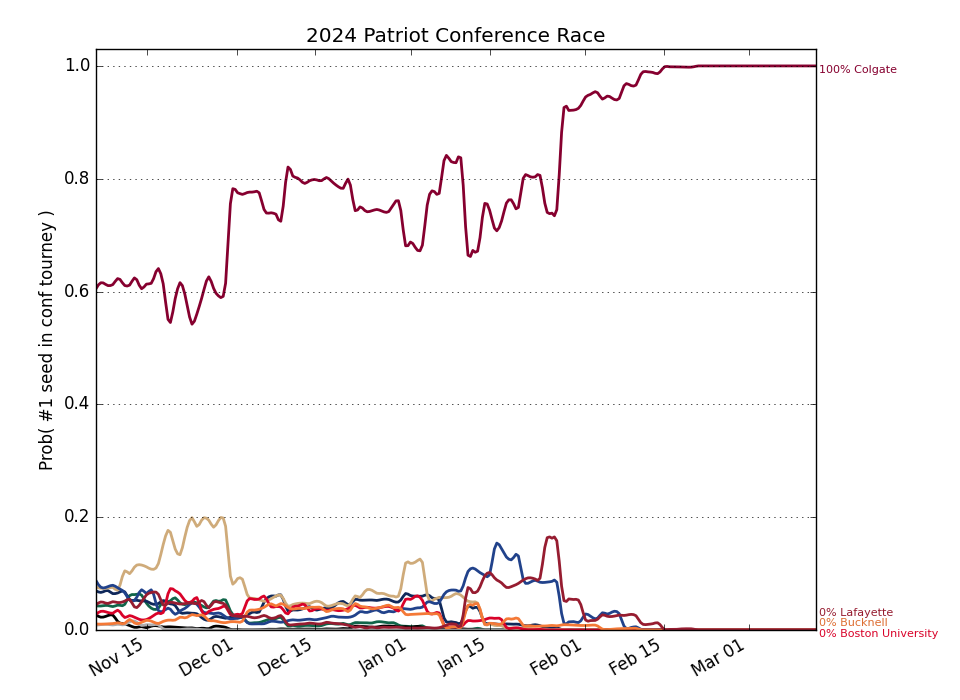 2024 Patriot Conference Race
Prob( #1 seed in conf tourney )
1.0
0.8
0.6
0.4
0.2
0.0
100% Colgate
0% Lafayette
0% Bucknell
0% Boston University
Nov 15
Dec 01
Dec 15
Jan 01
Jan 15
Feb 01
Feb 15
Mar 01